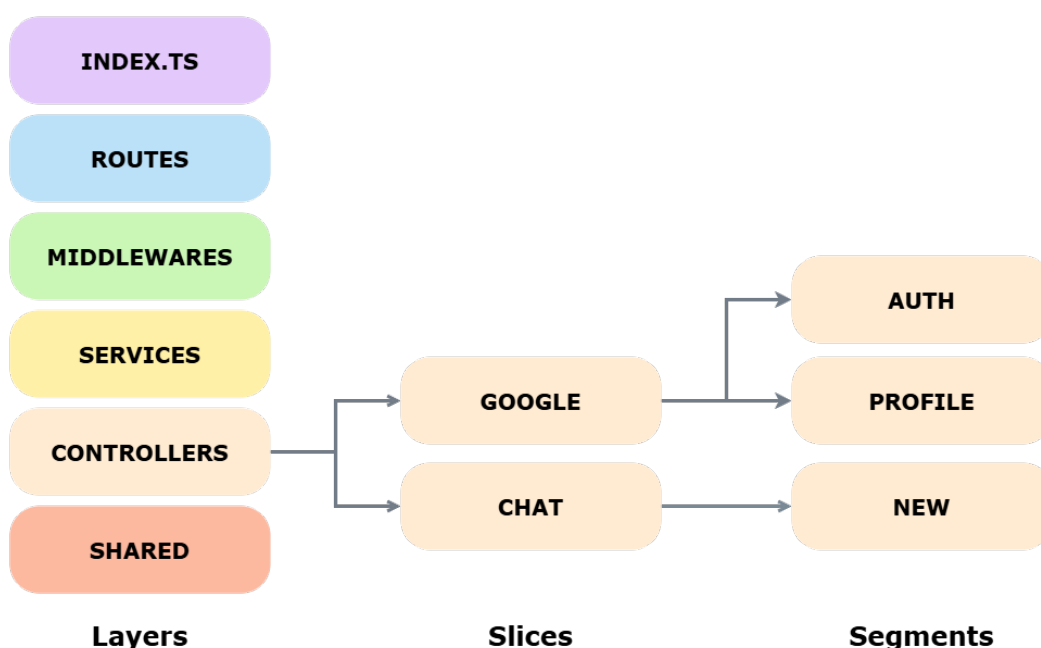 INDEX.TS
ROUTES
MIDDLEWARES
SERVICES
CONTROLLERS
SHARED
GOOGLE
CHAT
AUTH
PROFILE
NEW
Layers
Slices
Segments